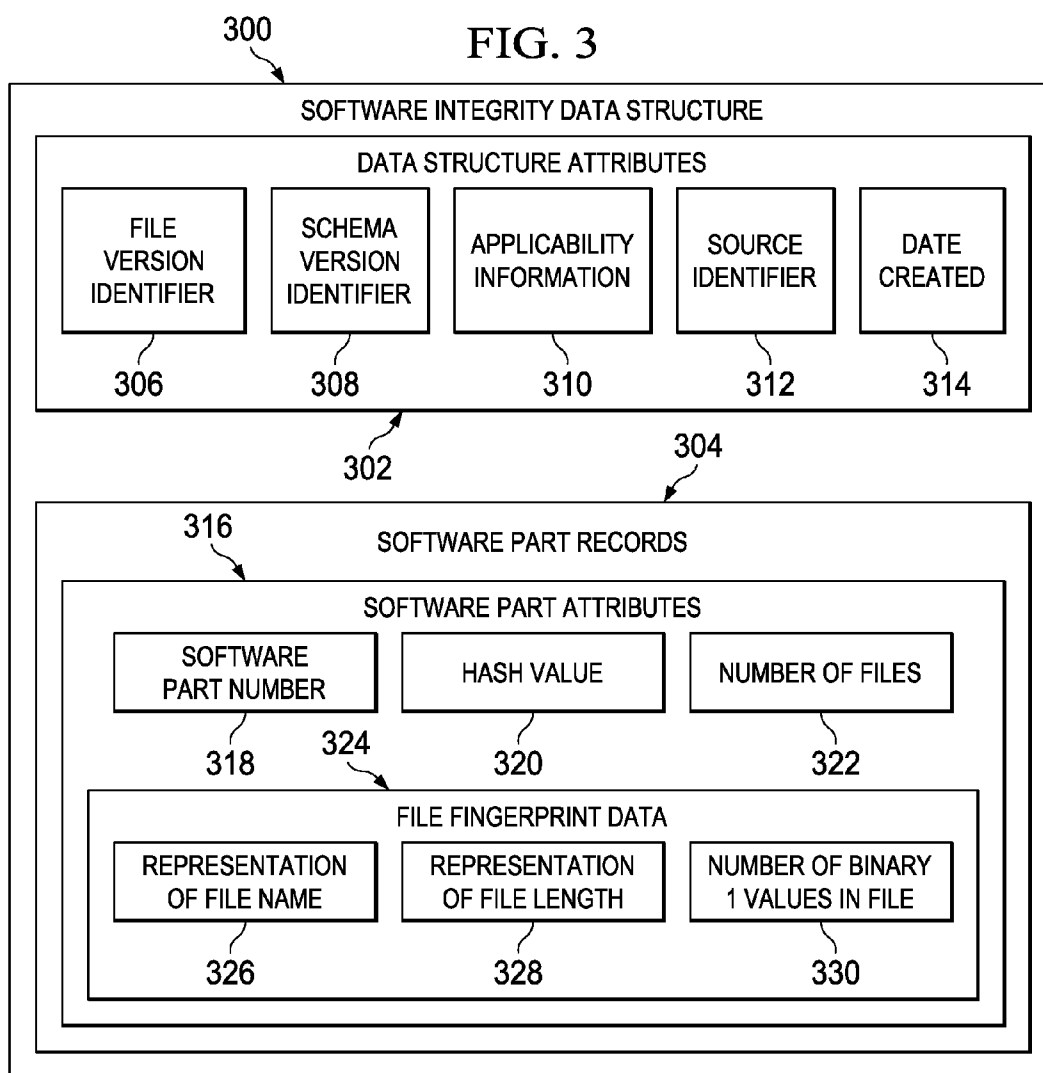 FIG. 3
300
SOFTWARE INTEGRITY DATA STRUCTURE
DATA STRUCTURE ATTRIBUTES
FILE
VERSION
IDENTIFIER
SCHEMA
VERSION
IDENTIFIER
APPLICABILITY
INFORMATION
SOURCE
IDENTIFIER
DATE
CREATED
306
308
310
312
314
302
304
316
SOFTWARE PART RECORDS
SOFTWARE PART ATTRIBUTES
SOFTWARE
PART NUMBER
HASH VALUE
NUMBER OF FILES
318
320
322
324
FILE FINGERPRINT DATA
REPRESENTATION
OF FILE NAME
REPRESENTATION
OF FILE LENGTH
NUMBER OF BINARY
1 VALUES IN FILE
326
328
330